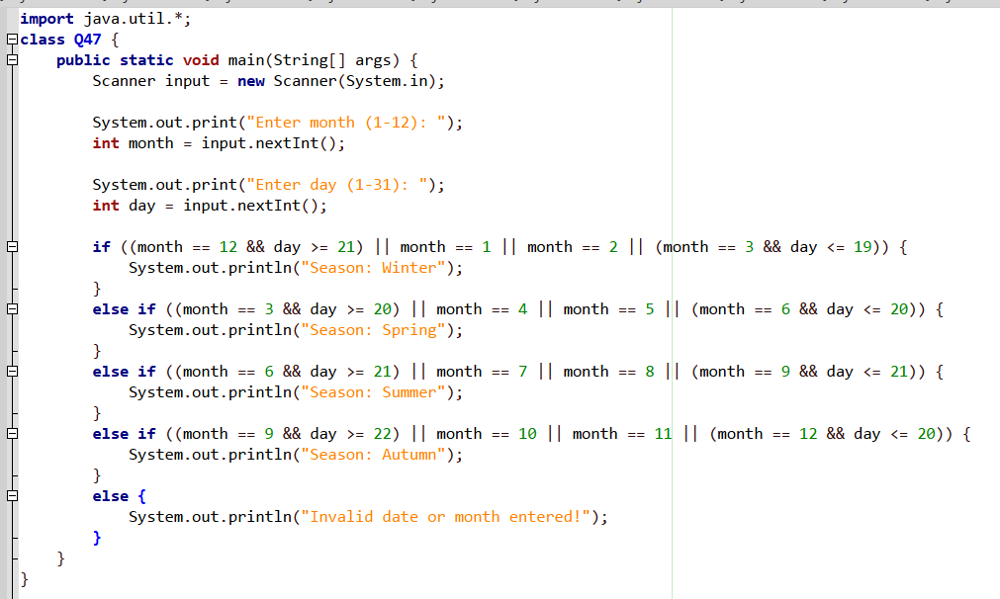 import java.util.*;
class Q47 {
    public static void main(String[] args) {
        Scanner input = new Scanner(System.in);

        System.out.print("Enter month (1-12): ");
        int month = input.nextInt();

        System.out.print("Enter day (1-31): ");
        int day = input.nextInt();

        if ((month == 12 && day >= 21) || month == 1 || month == 2 || (month == 3 && day <= 19)) {
            System.out.println("Season: Winter");
        }
        else if ((month == 3 && day >= 20) || month == 4 || month == 5 || (month == 6 && day <= 20)) {
            System.out.println("Season: Spring");
        }
        else if ((month == 6 && day >= 21) || month == 7 || month == 8 || (month == 9 && day <= 21)) {
            System.out.println("Season: Summer");
        }
        else if ((month == 9 && day >= 22) || month == 10 || month == 11 || (month == 12 && day <= 20)) {
            System.out.println("Season: Autumn");
        }
        else {
            System.out.println("Invalid date or month entered!");
        }
    }
}